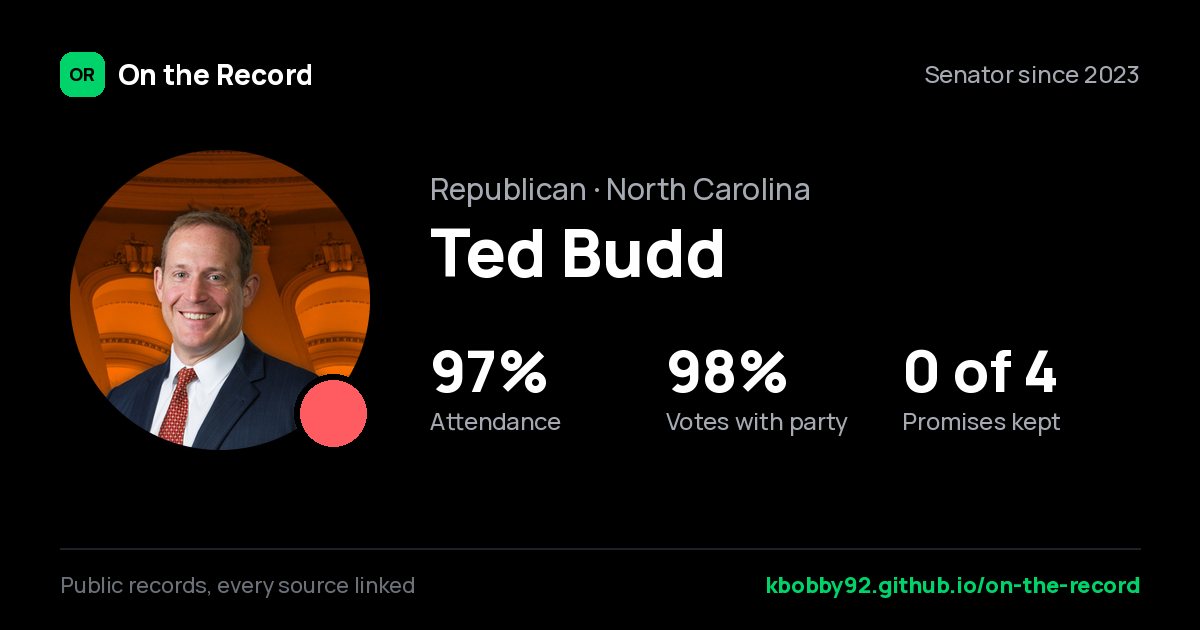 OR On the Record
Senator since 2023
Republican · North Carolina
Ted Budd
97% 98% 0 of 4
Attendance Votes with party Promises kept
Public records, every source linked
kbobby92.github.io/on-the-record